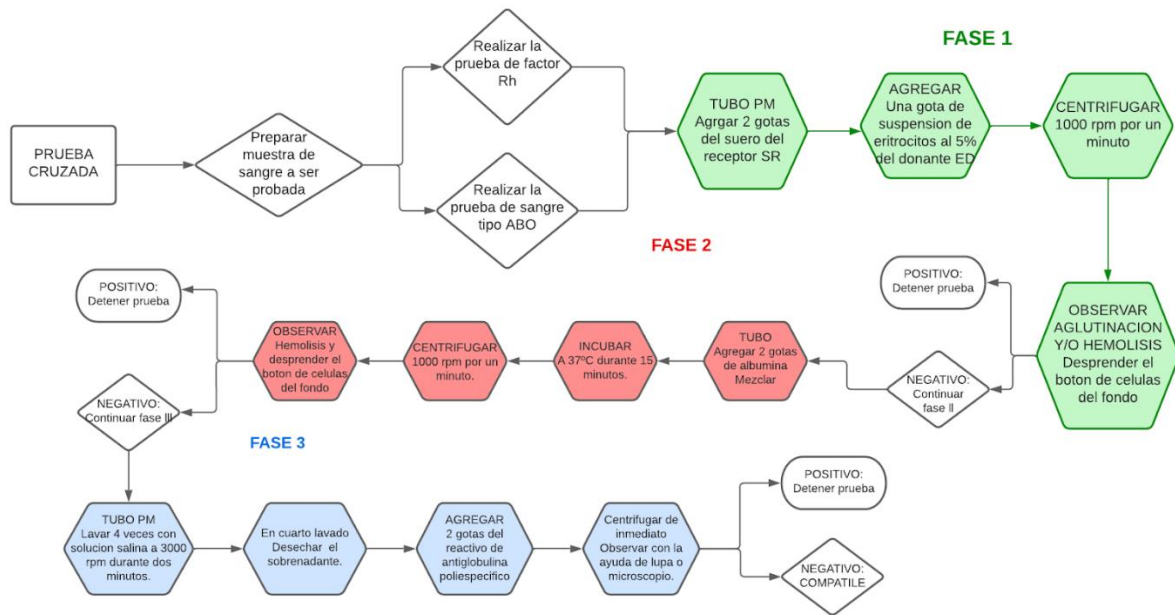 FASE 1
PRUEBA
CRUZADA
Preparar
muestra de
sangre a ser
probada
Realizar la
prueba de factor
Rh
Realizar la
prueba de sangre
tipo ABO
TUBO PM
Agrgar 2 gotas
del suero del
receptor SR
AGREGAR
Una gota de
suspension de
eritrocitos al 5%
del donante ED
CENTRIFUGAR
1000 rpm por un
minuto
OBSERVAR
AGLUTINACION
Y/O HEMOLISIS
Desprender el
boton de celulas
del fondo
POSITIVO:
Detener prueba
NEGATIVO:
Continuar
fase ll
FASE 2
TUBO
Agregar 2 gotas
de albumina
Mezclar
INCUBAR
A 37ºC durante 15
minutos.
CENTRIFUGAR
1000 rpm por un
minuto.
OBSERVAR
Hemolisis y
desprender el
boton de celulas
del fondo
POSITIVO:
Detener prueba
NEGATIVO:
Continuar fase lll
FASE 3
TUBO PM
Lavar 4 veces con
solucion salina a 3000
rpm durante dos
minutos.
En cuarto lavado
Desechar el
sobrenadante.
AGREGAR
2 gotas del
reactivo de
antiglobulina
poliespecifico
Centrifugar de
inmediato
Observar con la
ayuda de lupa o
microscopio.
POSITIVO:
Detener prueba
NEGATIVO:
COMPATILE